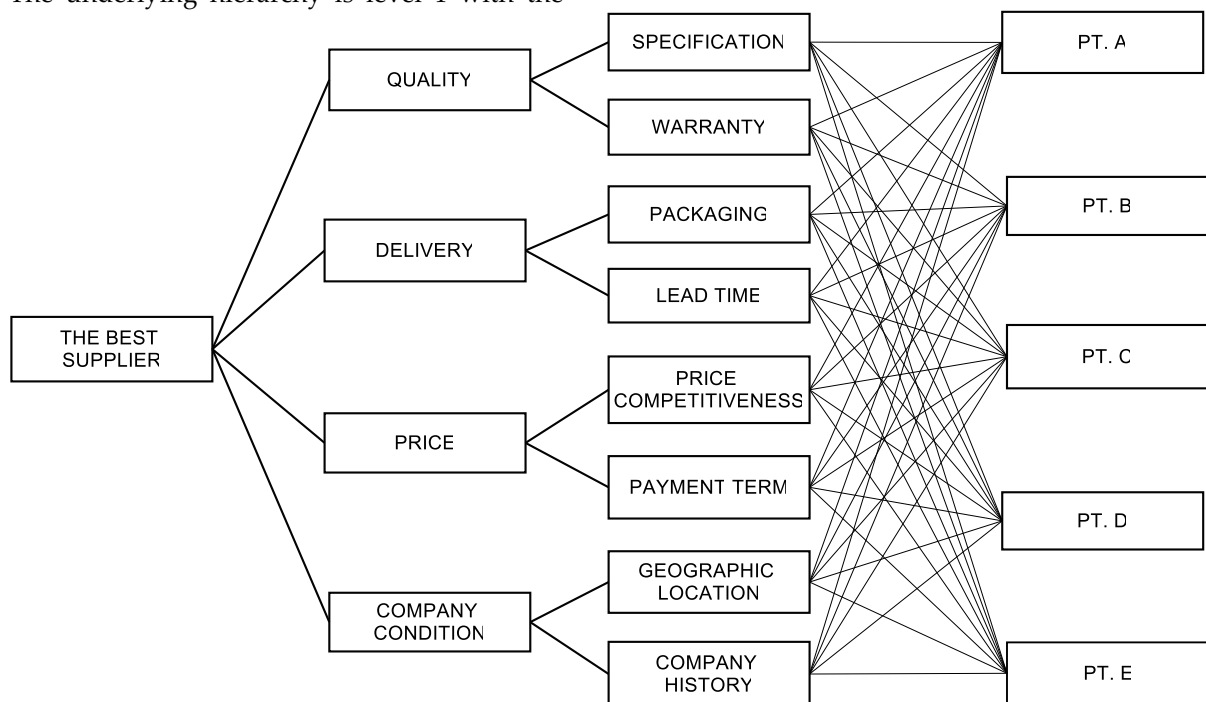 The underlying hierarchy is level 1 with the
THE BEST
SUPPLIER
QUALITY
DELIVERY
PRICE
COMPANY
CONDITION
SPECIFICATION
WARRANTY
PACKAGING
LEAD TIME
PRICE
COMPETITIVENESS
PAYMENT TERM
GEOGRAPHIC
LOCATION
COMPANY
HISTORY
PT. A
PT. B
PT. C
PT. D
PT. E